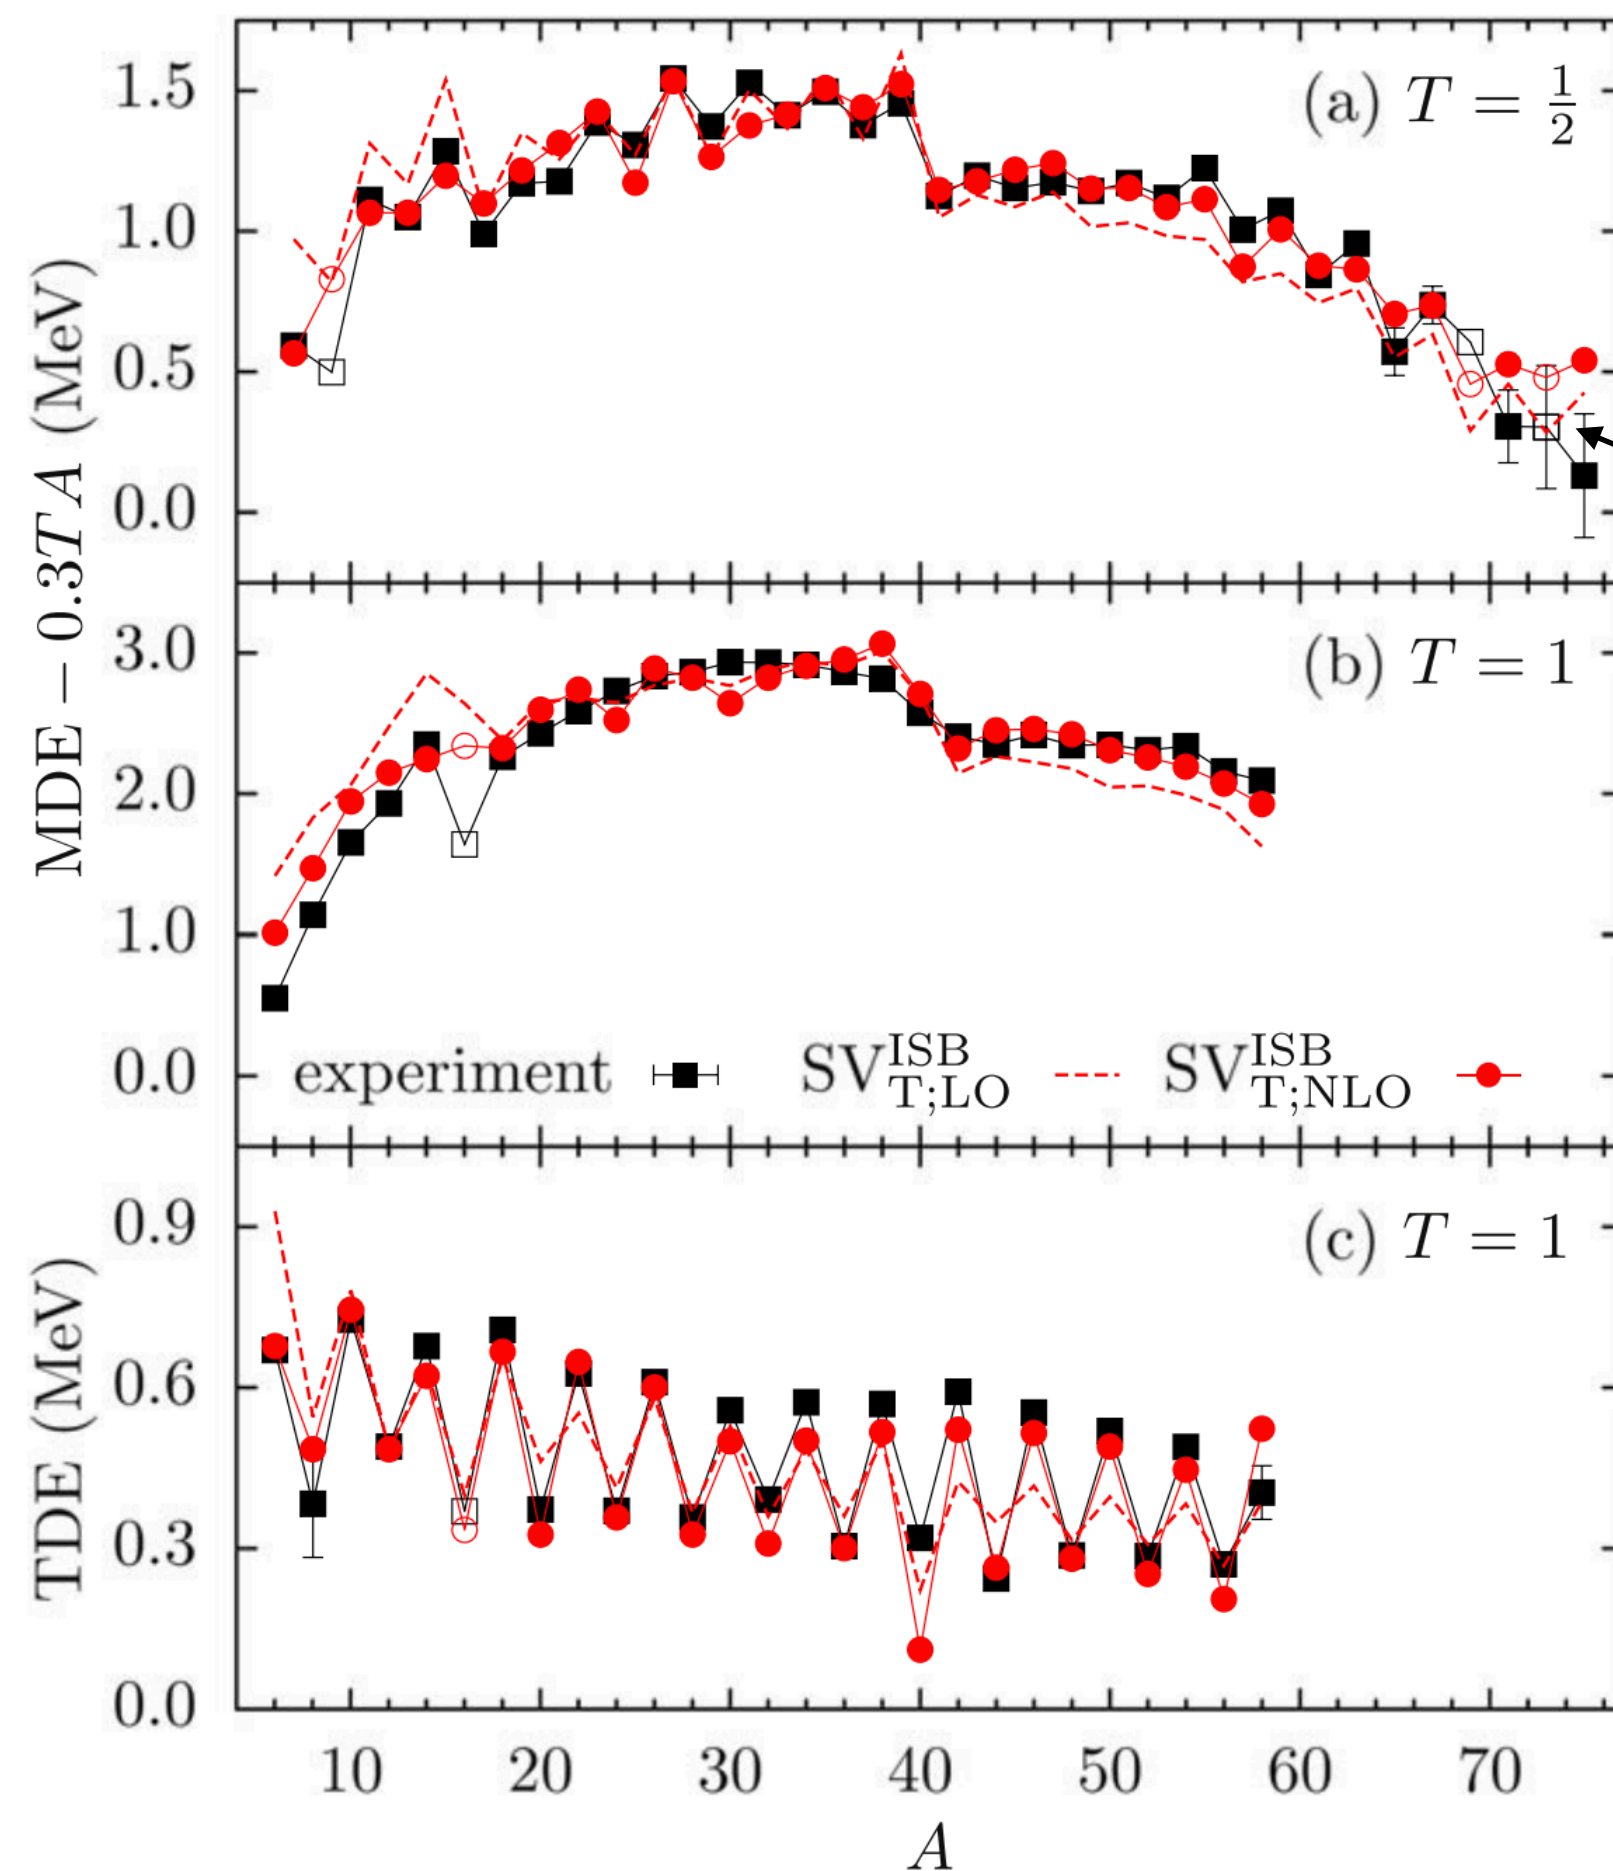 MDE − 0.3TA (MeV)
1.5
1.0
0.5
0.0
(a) T = 1/2
3.0
2.0
1.0
0.0
(b) T = 1
experiment SV^ISB_T;LO SV^ISB_T;NLO
TDE (MeV)
0.9
0.6
0.3
0.0
(c) T = 1
10 20 30 40 50 60 70
A